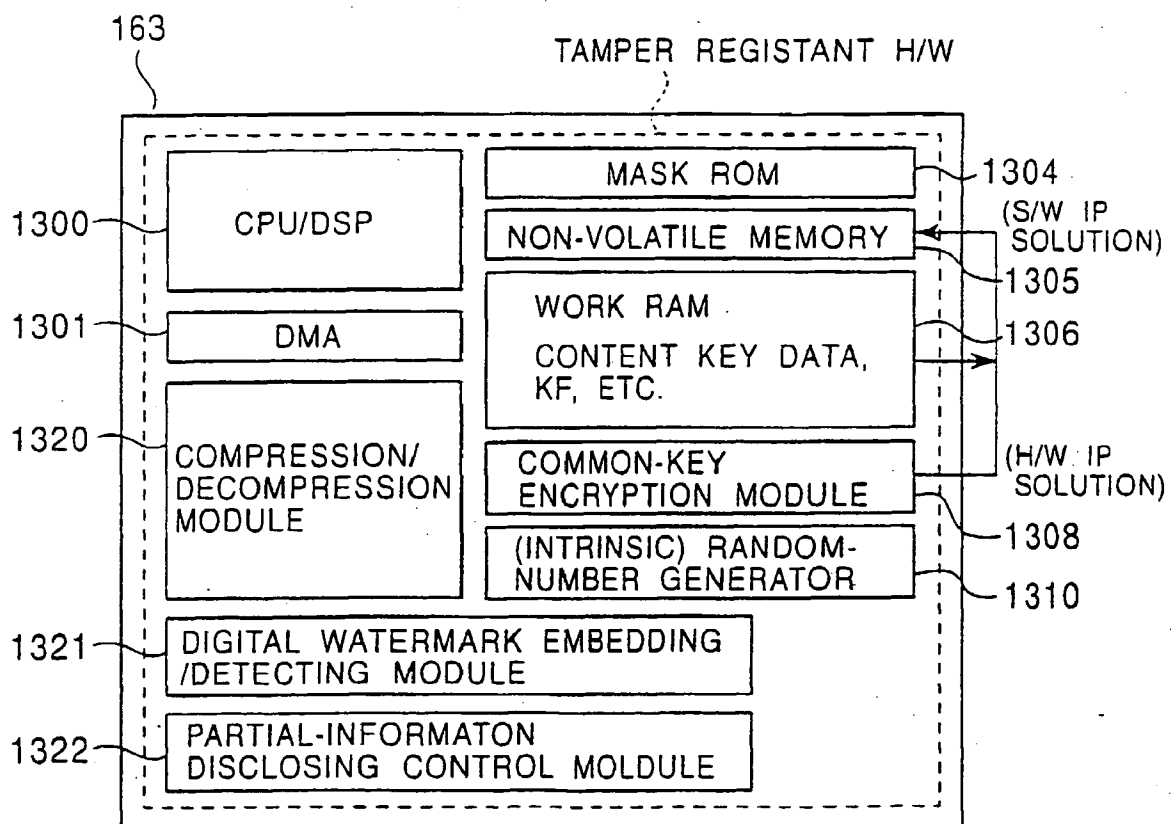 163
TAMPER REGISTANT H/W
1300
CPU/DSP
MASK ROM
1304
NON-VOLATILE MEMORY
(S/W IP
SOLUTION)
1305
1301
DMA
WORK RAM
CONTENT KEY DATA,
KF, ETC.
1306
1320
COMPRESSION/
DECOMPRESSION
MODULE
COMMON-KEY
ENCRYPTION MODULE
(H/W IP
SOLUTION)
1308
(INTRINSIC) RANDOM-
NUMBER GENERATOR
1310
1321
DIGITAL WATERMARK EMBEDDING
/DETECTING MODULE
1322
PARTIAL-INFORMATON
DISCLOSING CONTROL MOLDULE